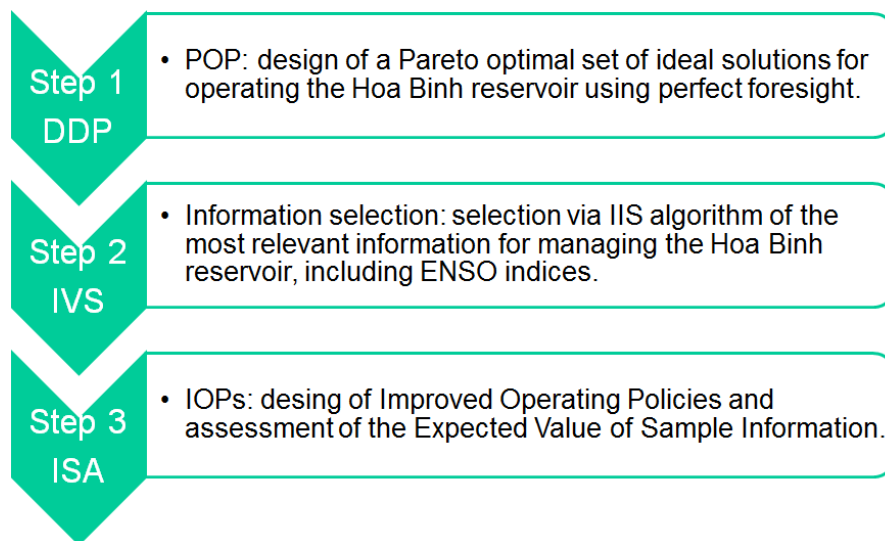 Step 1
DDP
• POP: design of a Pareto optimal set of ideal solutions for
operating the Hoa Binh reservoir using perfect foresight.
Step 2
IVS
• Information selection: selection via IIS algorithm of the
most relevant information for managing the Hoa Binh
reservoir, including ENSO indices.
Step 3
ISA
• IOPs: desing of Improved Operating Policies and
assessment of the Expected Value of Sample Information.